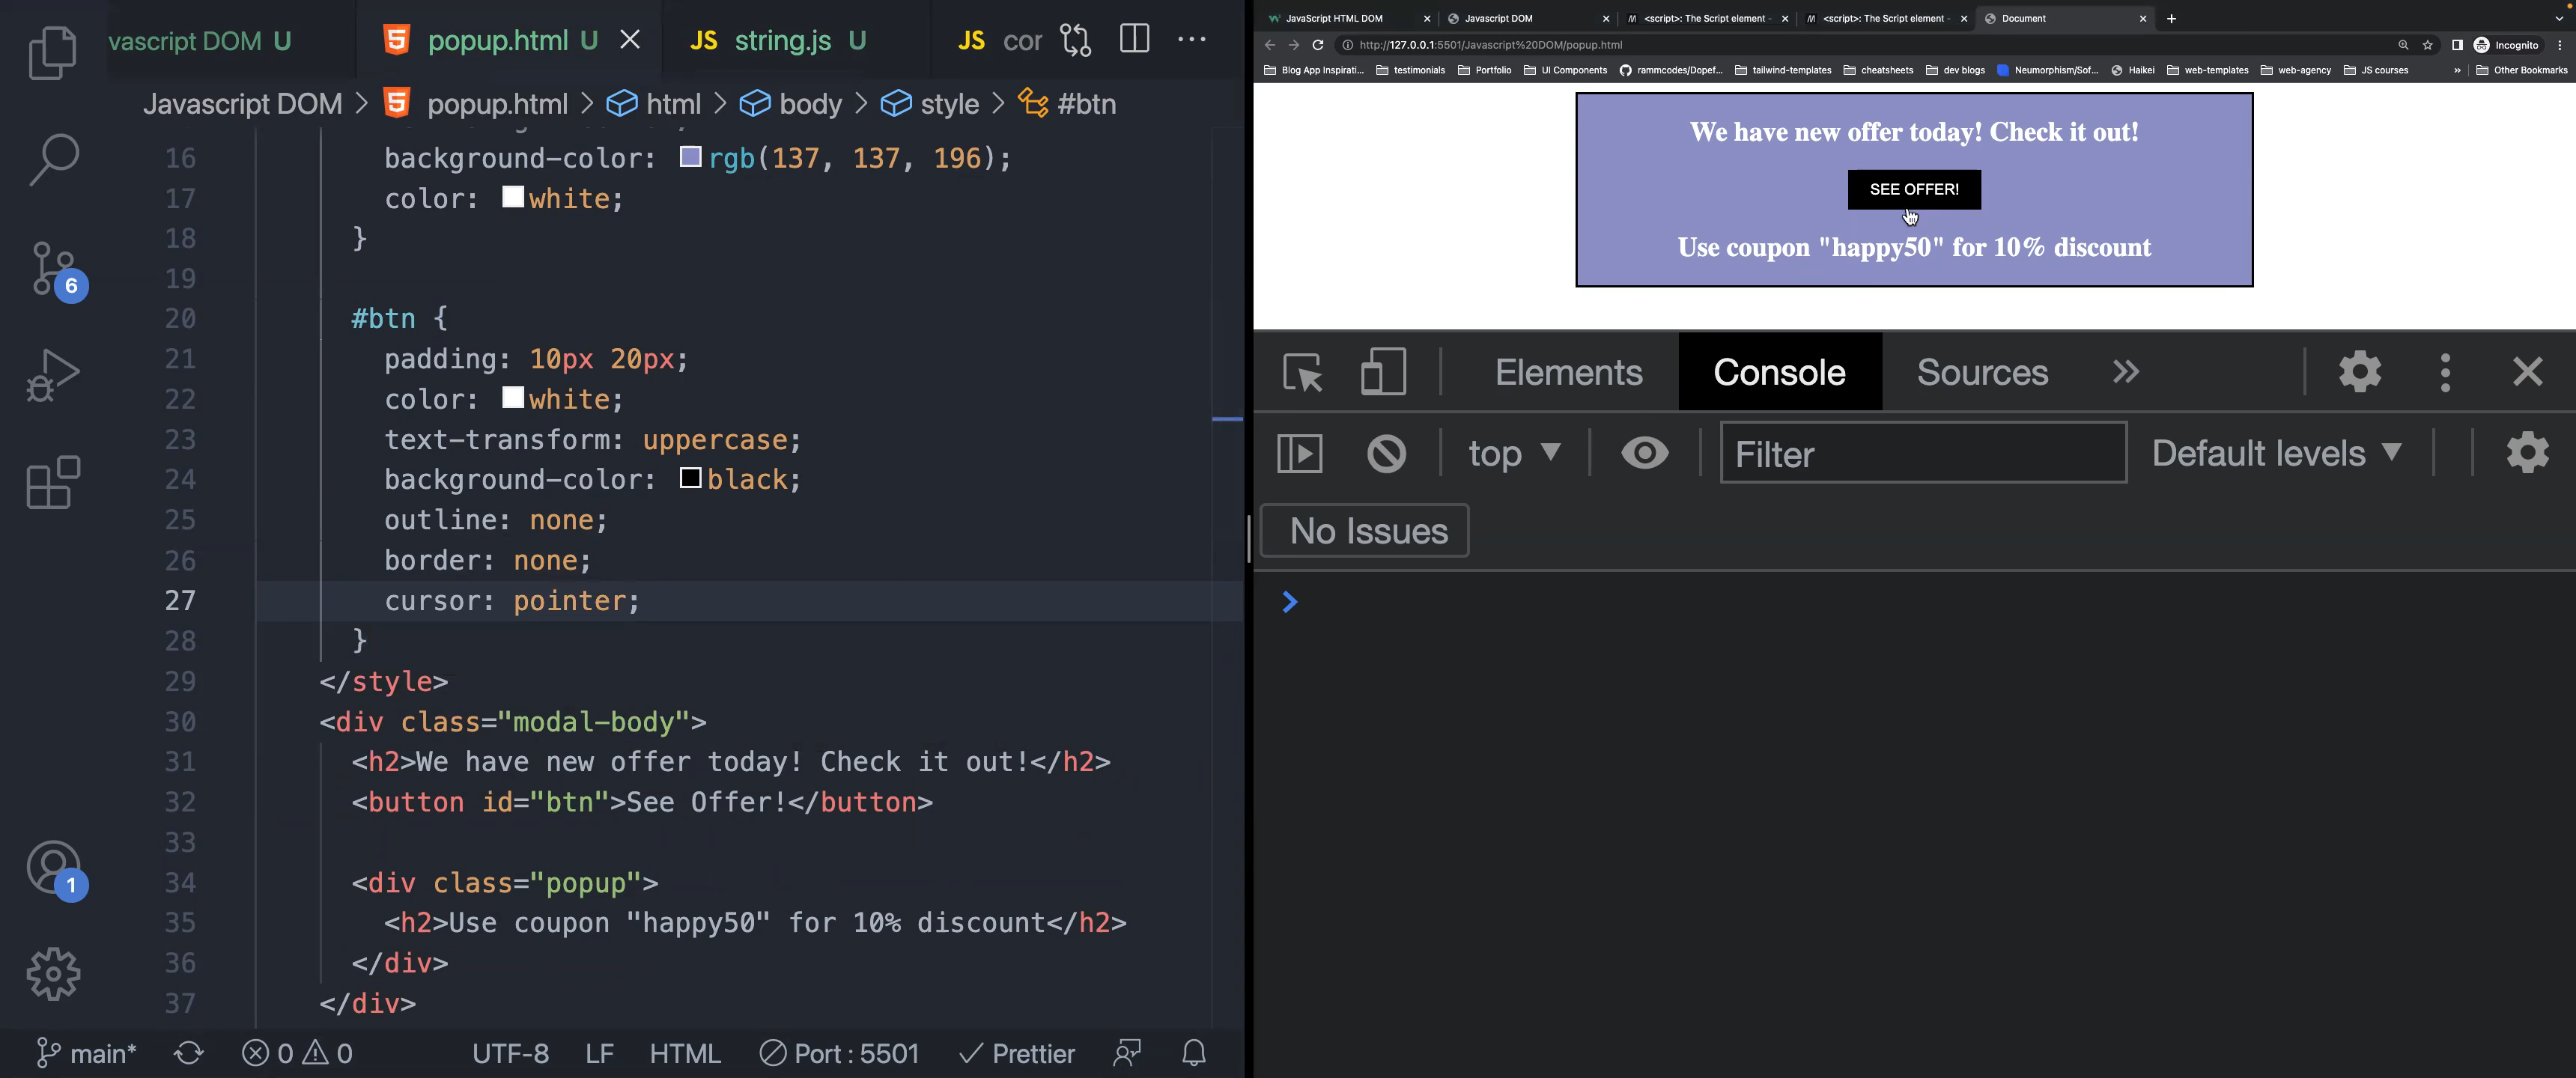 vascript DOM U
popup.html U
JS string.js U
JS cor
Javascript DOM > popup.html > html > body > style > #btn
16 background-color: rgb(137, 137, 196);
17 color: white;
18 }
19
20 #btn {
21 padding: 10px 20px;
22 color: white;
23 text-transform: uppercase;
24 background-color: black;
25 outline: none;
26 border: none;
27 cursor: pointer;
28 }
29 </style>
30 <div class="modal-body">
31 <h2>We have new offer today! Check it out!</h2>
32 <button id="btn">See Offer!</button>
33
34 <div class="popup">
35 <h2>Use coupon "happy50" for 10% discount</h2>
36 </div>
37 </div>
6
1
main* 0 0 UTF-8 LF HTML Port : 5501 Prettier
JavaScript HTML DOM
Javascript DOM
<script>: The Script element -
<script>: The Script element -
Document
http://127.0.0.1:5501/Javascript%20DOM/popup.html
Incognito
Blog App Inspirati... testimonials Portfolio UI Components rammcodes/Dopef... tailwind-templates cheatsheets dev blogs Neumorphism/Sof... Haikei web-templates web-agency JS courses » Other Bookmarks
We have new offer today! Check it out!
SEE OFFER!
Use coupon "happy50" for 10% discount
Elements Console Sources
top Filter Default levels
No Issues